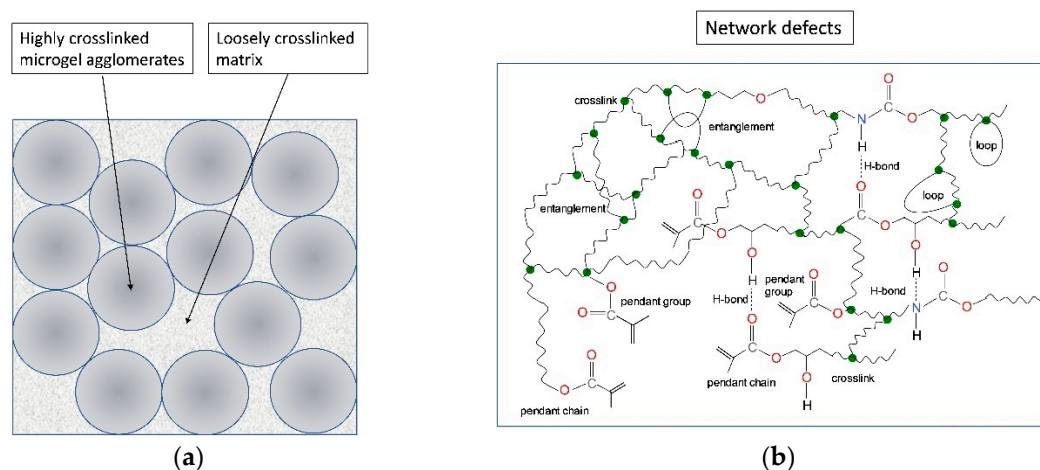 Highly crosslinked
microgel agglomerates
Loosely crosslinked
matrix
Network defects
crosslink
entanglement
entanglement
O
N
H
C
O
O
H-bond
loop
loop
O
C
O
O
H
C
O
O
O
H
H-bond
H-bond
O
C
O
pendant group
O
C
O
pendant
group
O
C
O
O
H
pendant chain
N
H
C
O
O
crosslink
O
C
O
pendant chain
(a)
(b)